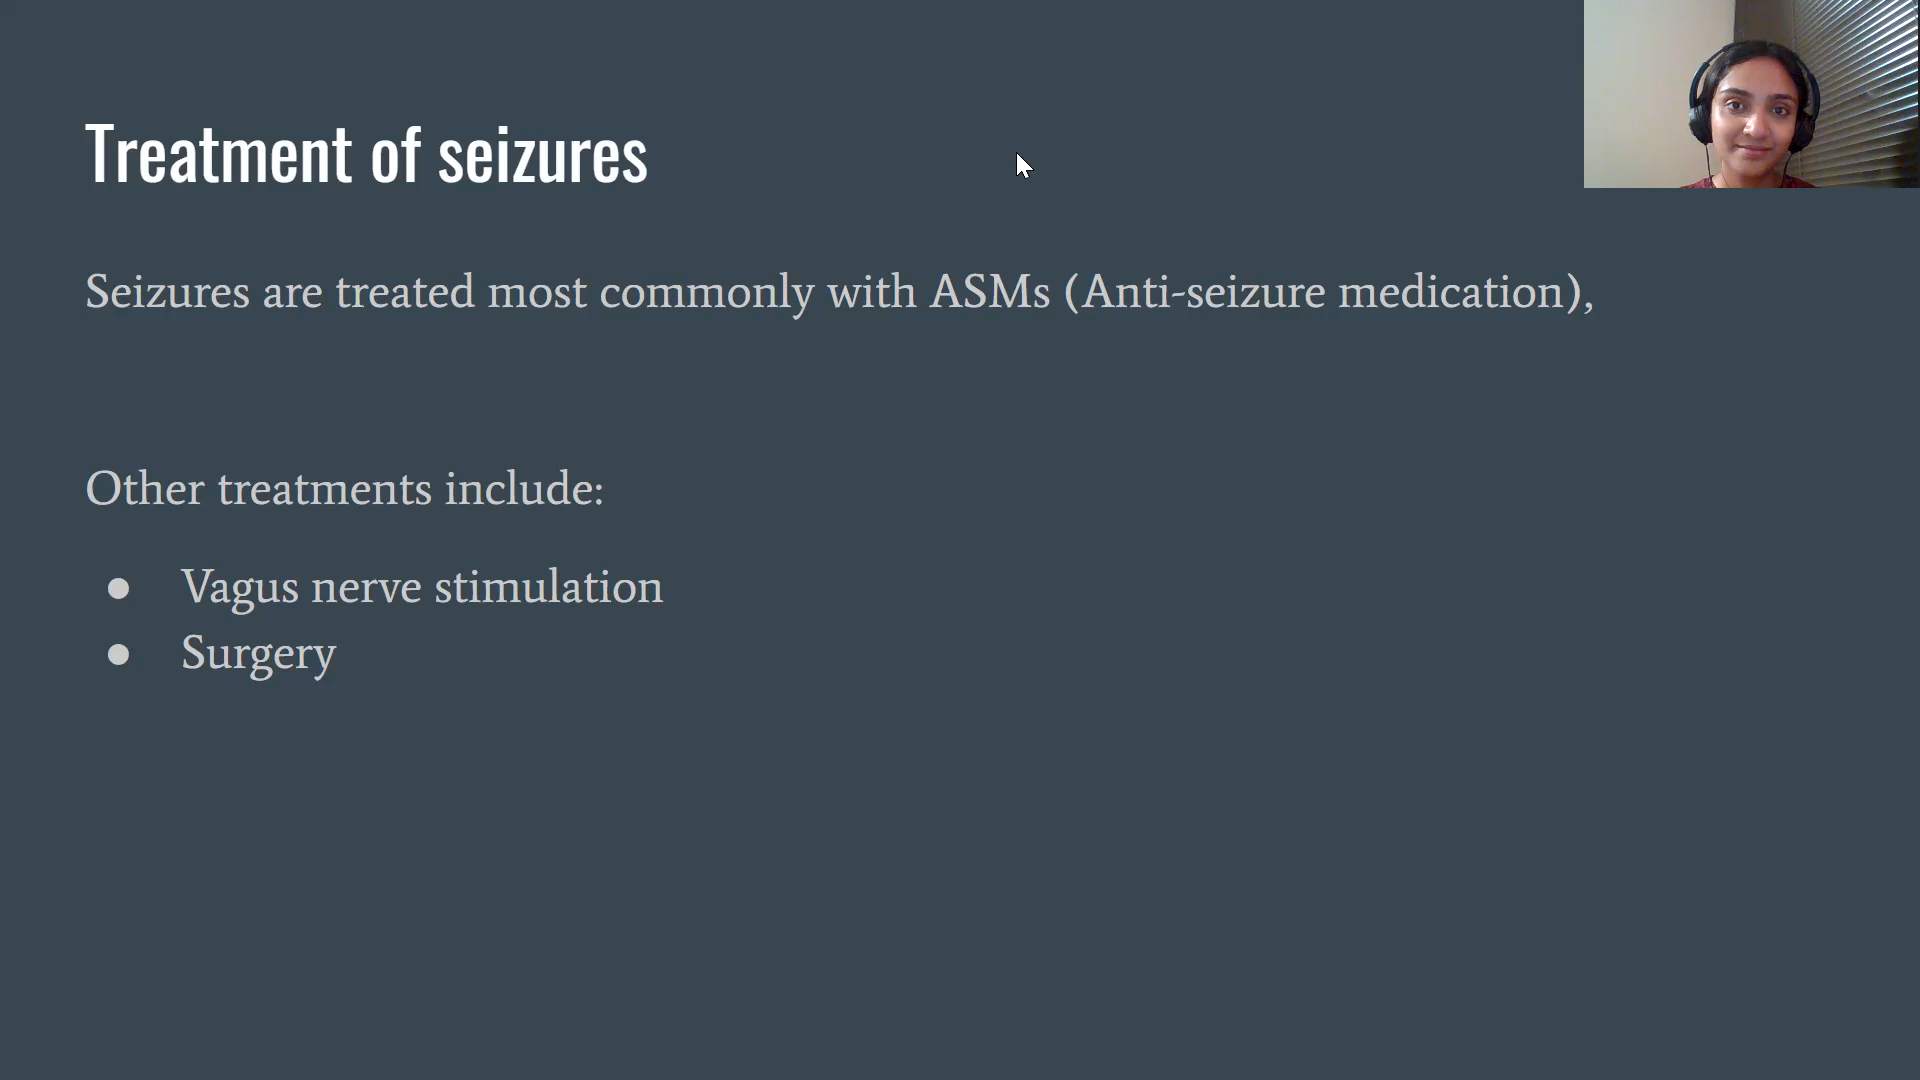 Treatment of seizures
Seizures are treated most commonly with ASMs (Anti-seizure medication),
Other treatments include:
● Vagus nerve stimulation
● Surgery